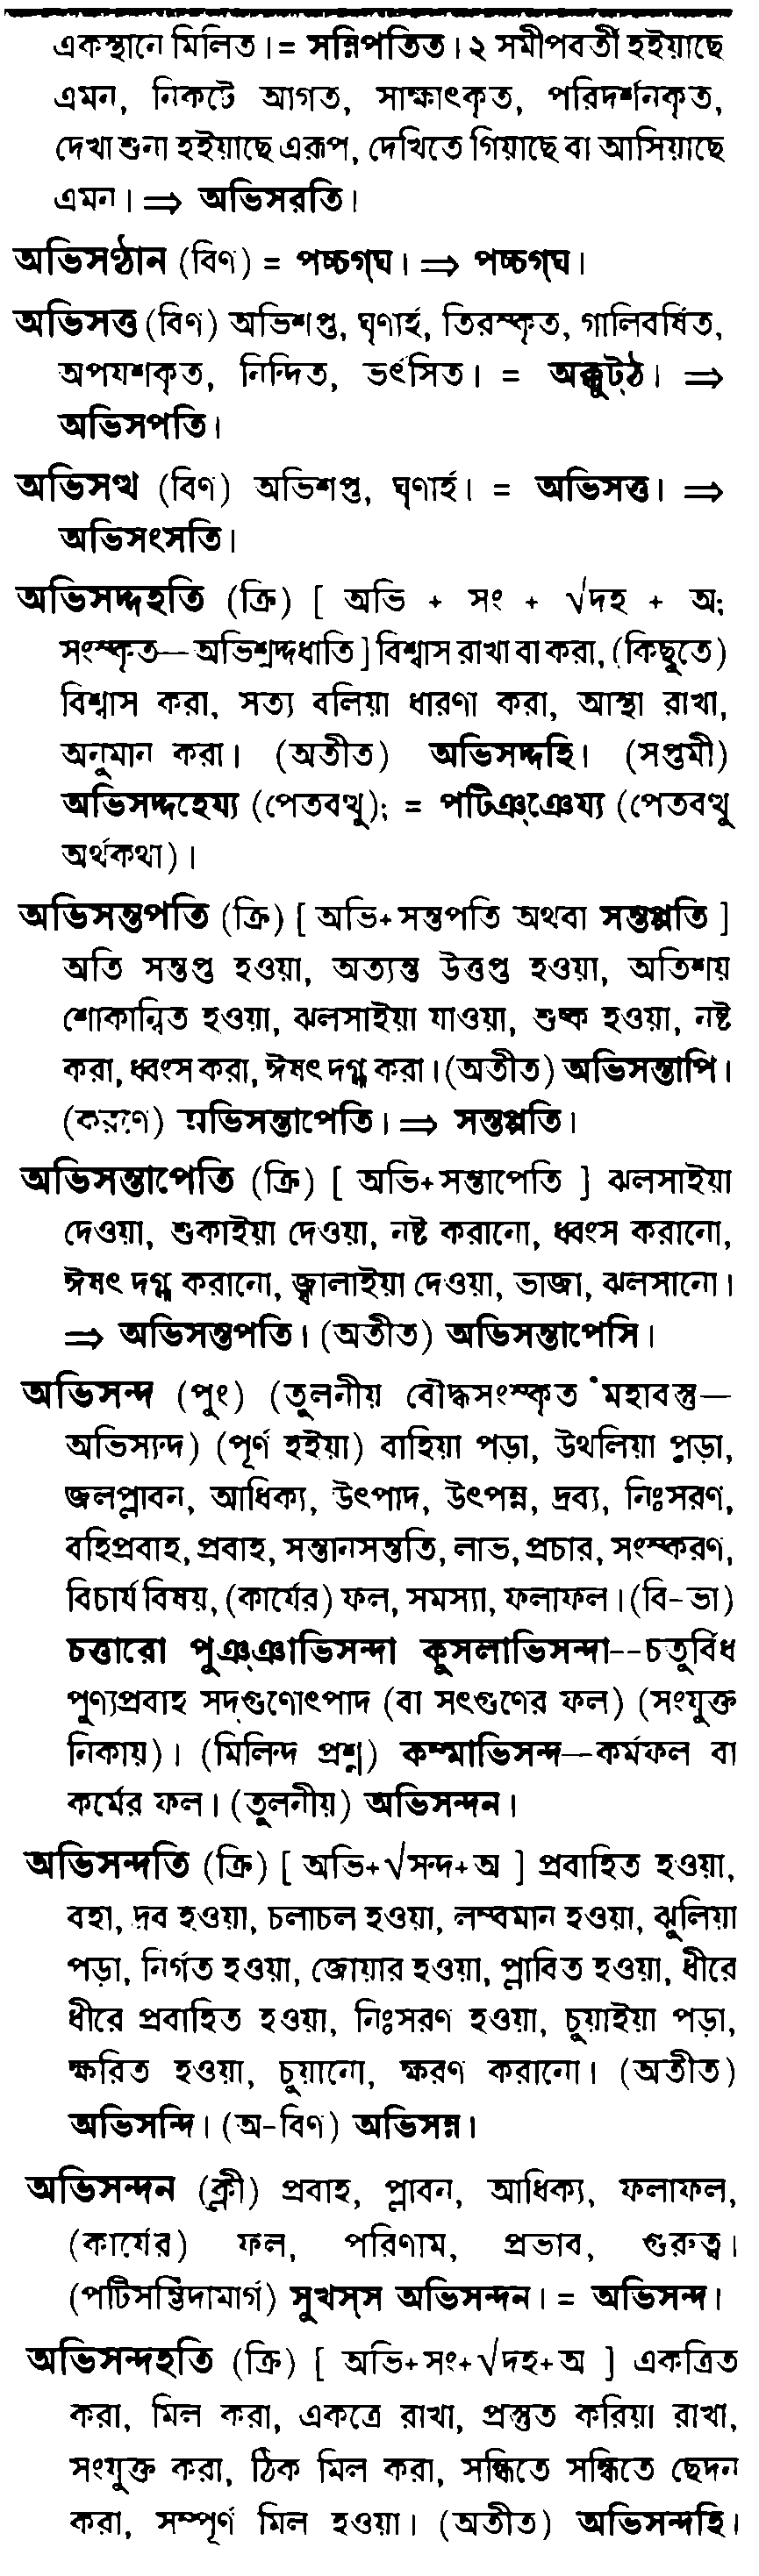 একস্থানে মিলিত। = সন্নিপতিত। ২ সমীপবর্তী হইয়াছে
এমন, নিকটে আগত, সাক্ষাৎকৃত, পরিদর্শনকৃত,
দেখা শুনা হইয়াছে এরূপ, দেখিতে গিয়াছে বা আসিয়াছে
এমন। ⇒ অভিসরতি।
অভিসণ্ঠান (বিণ) = পচ্চগ্‌ঘ। ⇒ পচ্চগ্‌ঘ।
অভিসত্ত (বিণ) অভিশপ্ত, ঘৃণার্হ, তিরস্কৃত, গালিবর্ষিত,
অপযশকৃত, নিন্দিত, ভর্ৎসিত। = অক্কুট্‌ঠ। ⇒
অভিসপতি।
অভিসত্থ (বিণ) অভিশপ্ত, ঘৃণার্হ। = অভিসত্ত। ⇒
অভিসংসতি।
অভিসদ্দহতি (ক্রি) [ অভি + সং + √দহ + অ;
সংস্কৃত—অভিশ্রদ্দধাতি ] বিশ্বাস রাখা বা করা, (কিছুতে)
বিশ্বাস করা, সত্য বলিয়া ধারণা করা, আস্থা রাখা,
অনুমান করা। (অতীত) অভিসদ্দহি। (সপ্তমী)
অভিসদ্দহেয্য (পেতবত্থু); = পটিঞ্ঞেয্য (পেতবত্থু
অর্থকথা)।
অভিসন্তপতি (ক্রি) [ অভি+সন্তপতি অথবা সন্তপ্পতি ]
অতি সন্তপ্ত হওয়া, অত্যন্ত উত্তপ্ত হওয়া, অতিশয়
শোকান্বিত হওয়া, ঝলসাইয়া যাওয়া, শুষ্ক হওয়া, নষ্ট
করা, ধ্বংস করা, ঈষৎ দগ্ধ করা। (অতীত) অভিসন্তাপি।
(করণে) অভিসন্তাপেতি। ⇒ সন্তপ্পতি।
অভিসন্তাপেতি (ক্রি) [ অভি+সন্তাপেতি ] ঝলসাইয়া
দেওয়া, শুকাইয়া দেওয়া, নষ্ট করানো, ধ্বংস করানো,
ঈষৎ দগ্ধ করানো, জ্বালাইয়া দেওয়া, ভাজা, ঝলসানো।
⇒ অভিসন্তপতি। (অতীত) অভিসন্তাপেসি।
অভিসন্দ (পুং) (তুলনীয় বৌদ্ধসংস্কৃত মহাবস্তু—
অভিস্যন্দ) (পূর্ণ হইয়া) বাহিয়া পড়া, উথলিয়া পড়া,
জলপ্লাবন, আধিক্য, উৎপাদ, উৎপন্ন, দ্রব্য, নিঃসরণ,
বহিপ্রবাহ, প্রবাহ, সন্তানসন্ততি, লাভ, প্রচার, সংস্করণ,
বিচার্য বিষয়, (কার্যের) ফল, সমস্যা, ফলাফল। (বি-ভা)
চত্তারো পুঞ্ঞাভিসন্দা কুসলাভিসন্দা--চতুর্বিধ
পুণ্যপ্রবাহ সদ্‌গুণোৎপাদ (বা সৎগুণের ফল) (সংযুক্ত
নিকায়)। (মিলিন্দ প্রশ্ন) কম্মাভিসন্দ—কর্মফল বা
কর্মের ফল। (তুলনীয়) অভিসন্দন।
অভিসন্দতি (ক্রি) [ অভি+√সন্দ+অ ] প্রবাহিত হওয়া,
বহা, দ্রব হওয়া, চলাচল হওয়া, লম্বমান হওয়া, ঝুলিয়া
পড়া, নির্গত হওয়া, জোয়ার হওয়া, প্লাবিত হওয়া, ধীরে
ধীরে প্রবাহিত হওয়া, নিঃসরণ হওয়া, চুয়াইয়া পড়া,
ক্ষরিত হওয়া, চুয়ানো, ক্ষরণ করানো। (অতীত)
অভিসন্দি। (অ-বিণ) অভিসন্ন।
অভিসন্দন (ক্লী) প্রবাহ, প্লাবন, আধিক্য, ফলাফল,
(কার্যের) ফল, পরিণাম, প্রভাব, গুরুত্ব।
(পটিসম্ভিদামার্গ) সুখস্‌স অভিসন্দন। = অভিসন্দ।
অভিসন্দহতি (ক্রি) [ অভি+সং+√দহ+অ ] একত্রিত
করা, মিল করা, একত্রে রাখা, প্রস্তুত করিয়া রাখা,
সংযুক্ত করা, ঠিক মিল করা, সন্ধিতে সন্ধিতে ছেদন
করা, সম্পূর্ণ মিল হওয়া। (অতীত) অভিসন্দহি।